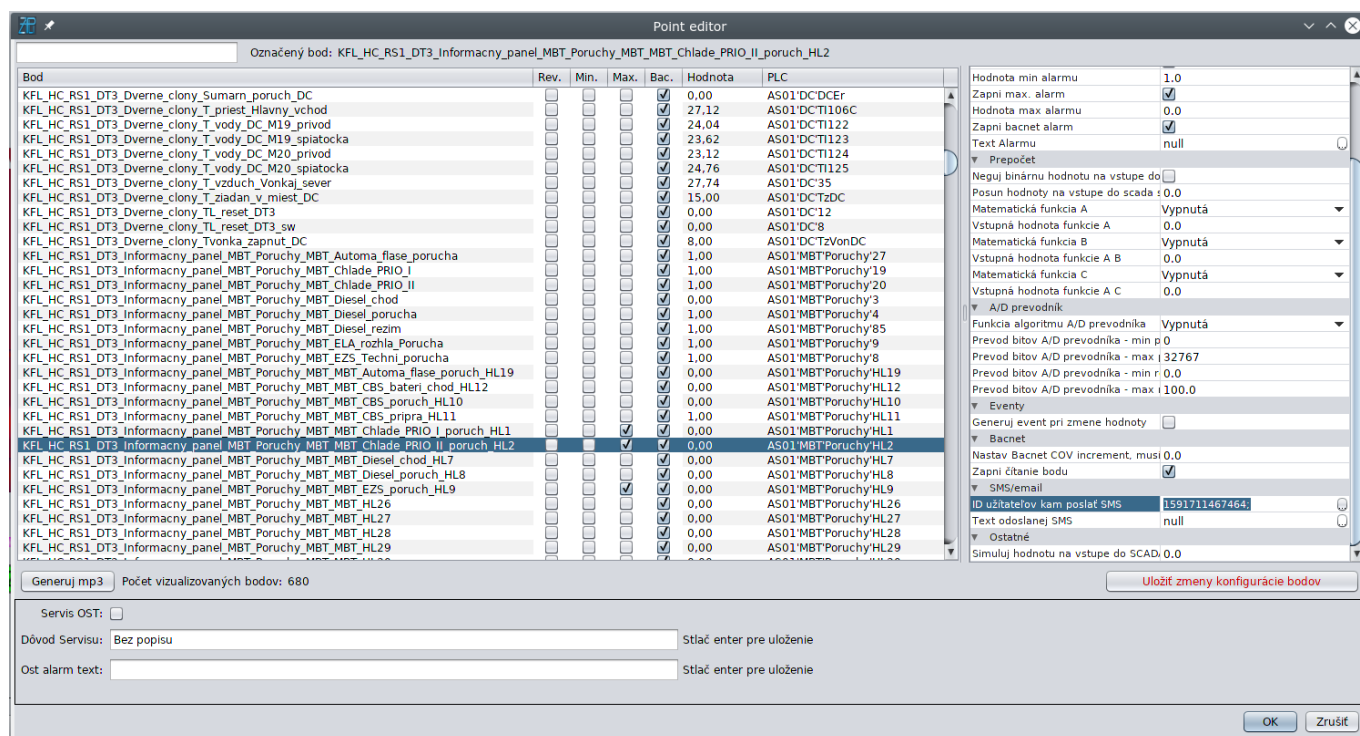 Point editor
Označený bod: KFL_HC_RS1_DT3_Informacny_panel_MBT_Poruchy_MBT_MBT_Chlade_PRIO_II_poruch_HL2
Bod Rev. Min. Max. Bac. Hodnota PLC
KFL_HC_RS1_DT3_Dverne_clony_Sumarn_poruch_DC 0,00 AS01'DC'DCEr
KFL_HC_RS1_DT3_Dverne_clony_T_priest_Hlavny_vchod 27,12 AS01'DC'TI106C
KFL_HC_RS1_DT3_Dverne_clony_T_vody_DC_M19_privod 24,04 AS01'DC'TI122
KFL_HC_RS1_DT3_Dverne_clony_T_vody_DC_M19_spiatocka 23,62 AS01'DC'TI123
KFL_HC_RS1_DT3_Dverne_clony_T_vody_DC_M20_privod 23,12 AS01'DC'TI124
KFL_HC_RS1_DT3_Dverne_clony_T_vody_DC_M20_spiatocka 24,76 AS01'DC'TI125
KFL_HC_RS1_DT3_Dverne_clony_T_vzduch_Vonkaj_sever 27,74 AS01'DC'35
KFL_HC_RS1_DT3_Dverne_clony_T_ziadan_v_miest_DC 15,00 AS01'DC'TzDC
KFL_HC_RS1_DT3_Dverne_clony_TL_reset_DT3 0,00 AS01'DC'12
KFL_HC_RS1_DT3_Dverne_clony_TL_reset_DT3_sw 0,00 AS01'DC'8
KFL_HC_RS1_DT3_Dverne_clony_Tvonka_zapnut_DC 8,00 AS01'DC'TzVonDC
KFL_HC_RS1_DT3_Informacny_panel_MBT_Poruchy_MBT_Automa_flase_porucha 1,00 AS01'MBT'Poruchy'27
KFL_HC_RS1_DT3_Informacny_panel_MBT_Poruchy_MBT_Chlade_PRIO_I 1,00 AS01'MBT'Poruchy'19
KFL_HC_RS1_DT3_Informacny_panel_MBT_Poruchy_MBT_Chlade_PRIO_II 1,00 AS01'MBT'Poruchy'20
KFL_HC_RS1_DT3_Informacny_panel_MBT_Poruchy_MBT_Diesel_chod 0,00 AS01'MBT'Poruchy'3
KFL_HC_RS1_DT3_Informacny_panel_MBT_Poruchy_MBT_Diesel_porucha 1,00 AS01'MBT'Poruchy'4
KFL_HC_RS1_DT3_Informacny_panel_MBT_Poruchy_MBT_Diesel_rezim 1,00 AS01'MBT'Poruchy'85
KFL_HC_RS1_DT3_Informacny_panel_MBT_Poruchy_MBT_ELA_rozhla_Porucha 1,00 AS01'MBT'Poruchy'9
KFL_HC_RS1_DT3_Informacny_panel_MBT_Poruchy_MBT_EZS_Techni_porucha 1,00 AS01'MBT'Poruchy'8
KFL_HC_RS1_DT3_Informacny_panel_MBT_Poruchy_MBT_MBT_Automa_flase_poruch_HL19 0,00 AS01'MBT'Poruchy'HL19
KFL_HC_RS1_DT3_Informacny_panel_MBT_Poruchy_MBT_MBT_CBS_bateri_chod_HL12 0,00 AS01'MBT'Poruchy'HL12
KFL_HC_RS1_DT3_Informacny_panel_MBT_Poruchy_MBT_MBT_CBS_poruch_HL10 0,00 AS01'MBT'Poruchy'HL10
KFL_HC_RS1_DT3_Informacny_panel_MBT_Poruchy_MBT_MBT_CBS_pripra_HL11 1,00 AS01'MBT'Poruchy'HL11
KFL_HC_RS1_DT3_Informacny_panel_MBT_Poruchy_MBT_MBT_Chlade_PRIO_I_poruch_HL1 0,00 AS01'MBT'Poruchy'HL1
KFL_HC_RS1_DT3_Informacny_panel_MBT_Poruchy_MBT_MBT_Chlade_PRIO_II_poruch_HL2 0,00 AS01'MBT'Poruchy'HL2
KFL_HC_RS1_DT3_Informacny_panel_MBT_Poruchy_MBT_MBT_Diesel_chod_HL7 0,00 AS01'MBT'Poruchy'HL7
KFL_HC_RS1_DT3_Informacny_panel_MBT_Poruchy_MBT_MBT_Diesel_poruch_HL8 0,00 AS01'MBT'Poruchy'HL8
KFL_HC_RS1_DT3_Informacny_panel_MBT_Poruchy_MBT_MBT_EZS_poruch_HL9 0,00 AS01'MBT'Poruchy'HL9
KFL_HC_RS1_DT3_Informacny_panel_MBT_Poruchy_MBT_MBT_HL26 0,00 AS01'MBT'Poruchy'HL26
KFL_HC_RS1_DT3_Informacny_panel_MBT_Poruchy_MBT_MBT_HL27 0,00 AS01'MBT'Poruchy'HL27
KFL_HC_RS1_DT3_Informacny_panel_MBT_Poruchy_MBT_MBT_HL28 0,00 AS01'MBT'Poruchy'HL28
KFL_HC_RS1_DT3_Informacny_panel_MBT_Poruchy_MBT_MBT_HL29 0,00 AS01'MBT'Poruchy'HL29
Hodnota min alarmu 1.0
Zapni max. alarm
Hodnota max alarmu 0.0
Zapni bacnet alarm
Text Alarmu null
Prepočet
Neguj binárnu hodnotu na vstupe do
Posun hodnoty na vstupe do scada s 0.0
Matematická funkcia A Vypnutá
Vstupná hodnota funkcie A 0.0
Matematická funkcia B Vypnutá
Vstupná hodnota funkcie A B 0.0
Matematická funkcia C Vypnutá
Vstupná hodnota funkcie A C 0.0
A/D prevodník
Funkcia algoritmu A/D prevodníka Vypnutá
Prevod bitov A/D prevodníka - min p 0
Prevod bitov A/D prevodníka - max p 32767
Prevod bitov A/D prevodníka - min r 0.0
Prevod bitov A/D prevodníka - max r 100.0
Eventy
Generuj event pri zmene hodnoty
Bacnet
Nastav Bacnet COV increment, musí 0.0
Zapni čítanie bodu
SMS/email
ID užítateľov kam poslať SMS 1591711467464;
Text odoslanej SMS null
Ostatné
Simuluj hodnotu na vstupe do SCADA 0.0
Generuj mp3 Počet vizualizovaných bodov: 680
Uložiť zmeny konfigurácie bodov
Servis OST:
Dôvod Servisu: Bez popisu Stlač enter pre uloženie
Ost alarm text: Stlač enter pre uloženie
OK Zrušiť